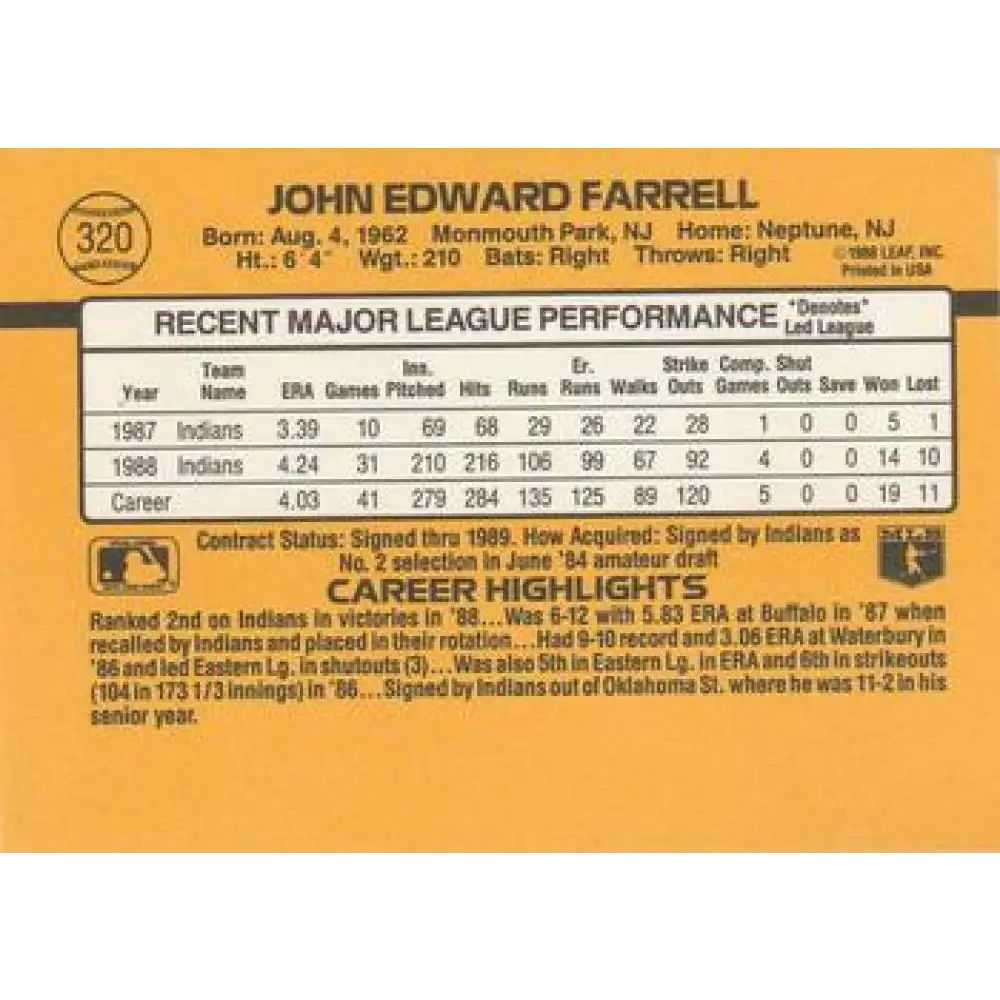 320
JOHN EDWARD FARRELL
Born: Aug. 4, 1962 Monmouth Park, NJ Home: Neptune, NJ
Ht.: 6'4" Wgt.: 210 Bats: Right Throws: Right
©1988 LEAF, INC.
Printed in USA
RECENT MAJOR LEAGUE PERFORMANCE *Denotes*
Led League
Year Team Name ERA Games Inn. Pitched Hits Runs Er. Runs Walks Strike Outs Comp. Games Shut Outs Save Won Lost
1987 Indians 3.39 10 69 68 29 26 22 28 1 0 0 5 1
1988 Indians 4.24 31 210 216 106 99 67 92 4 0 0 14 10
Career 4.03 41 279 284 135 125 89 120 5 0 0 19 11
Contract Status: Signed thru 1989. How Acquired: Signed by Indians as
No. 2 selection in June '84 amateur draft
CAREER HIGHLIGHTS
Ranked 2nd on Indians in victories in '88...Was 6-12 with 5.83 ERA at Buffalo in '87 when
recalled by Indians and placed in their rotation...Had 9-10 record and 3.06 ERA at Waterbury in
'86 and led Eastern Lg. in shutouts (3)...Was also 5th in Eastern Lg. in ERA and 6th in strikeouts
(104 in 173 1/3 innings) in '86...Signed by Indians out of Oklahoma St. where he was 11-2 in his
senior year.